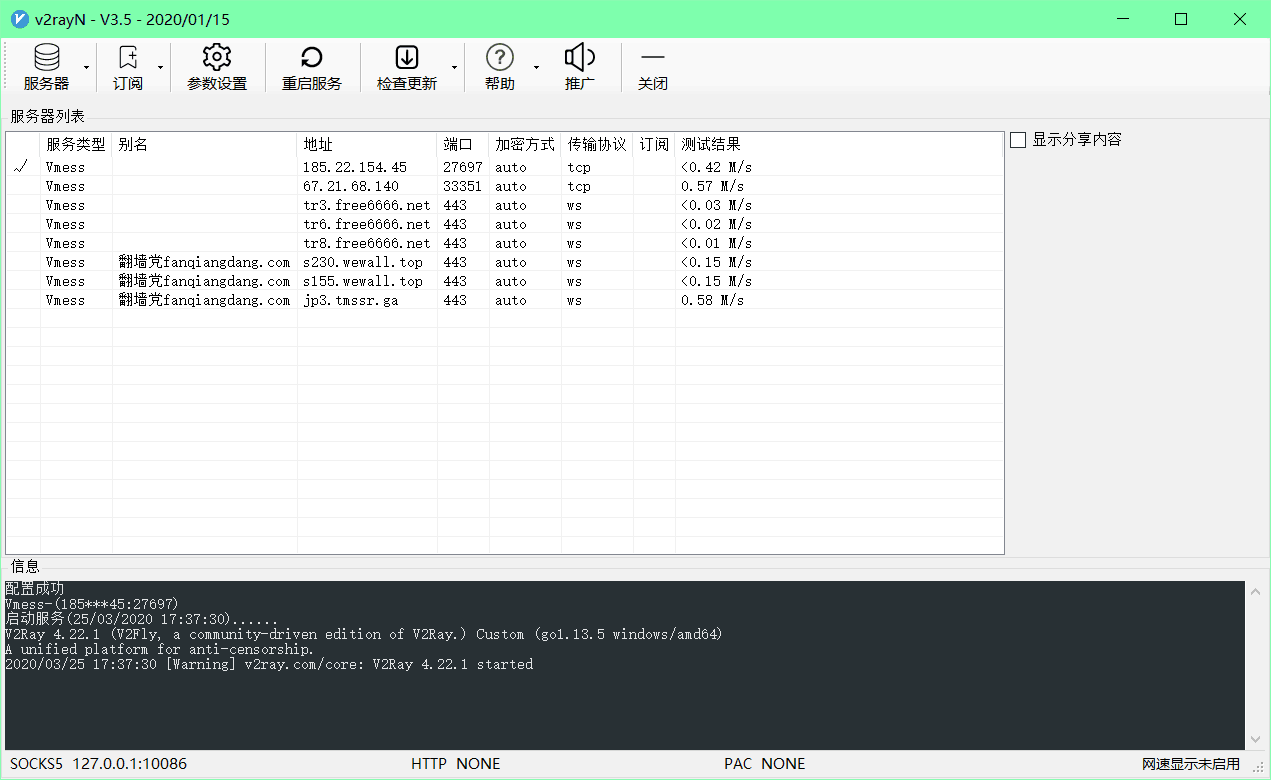 v2rayN - V3.5 - 2020/01/15
服务器 订阅 参数设置 重启服务 检查更新 帮助 推广 关闭
服务器列表
服务类型 别名 地址 端口 加密方式 传输协议 订阅 测试结果
显示分享内容
Vmess 185.22.154.45 27697 auto tcp <0.42 M/s
Vmess 67.21.68.140 33351 auto tcp 0.57 M/s
Vmess tr3.free6666.net 443 auto ws <0.03 M/s
Vmess tr6.free6666.net 443 auto ws <0.02 M/s
Vmess tr8.free6666.net 443 auto ws <0.01 M/s
Vmess 翻墙党fanqiangdang.com s230.wewall.top 443 auto ws <0.15 M/s
Vmess 翻墙党fanqiangdang.com s155.wewall.top 443 auto ws <0.15 M/s
Vmess 翻墙党fanqiangdang.com jp3.tmssr.ga 443 auto ws 0.58 M/s
信息
配置成功
Vmess-(185***45:27697)
启动服务(25/03/2020 17:37:30)......
V2Ray 4.22.1 (V2Fly, a community-driven edition of V2Ray.) Custom (go1.13.5 windows/amd64)
A unified platform for anti-censorship.
2020/03/25 17:37:30 [Warning] v2ray.com/core: V2Ray 4.22.1 started
SOCKS5 127.0.0.1:10086 HTTP NONE PAC NONE 网速显示未启用